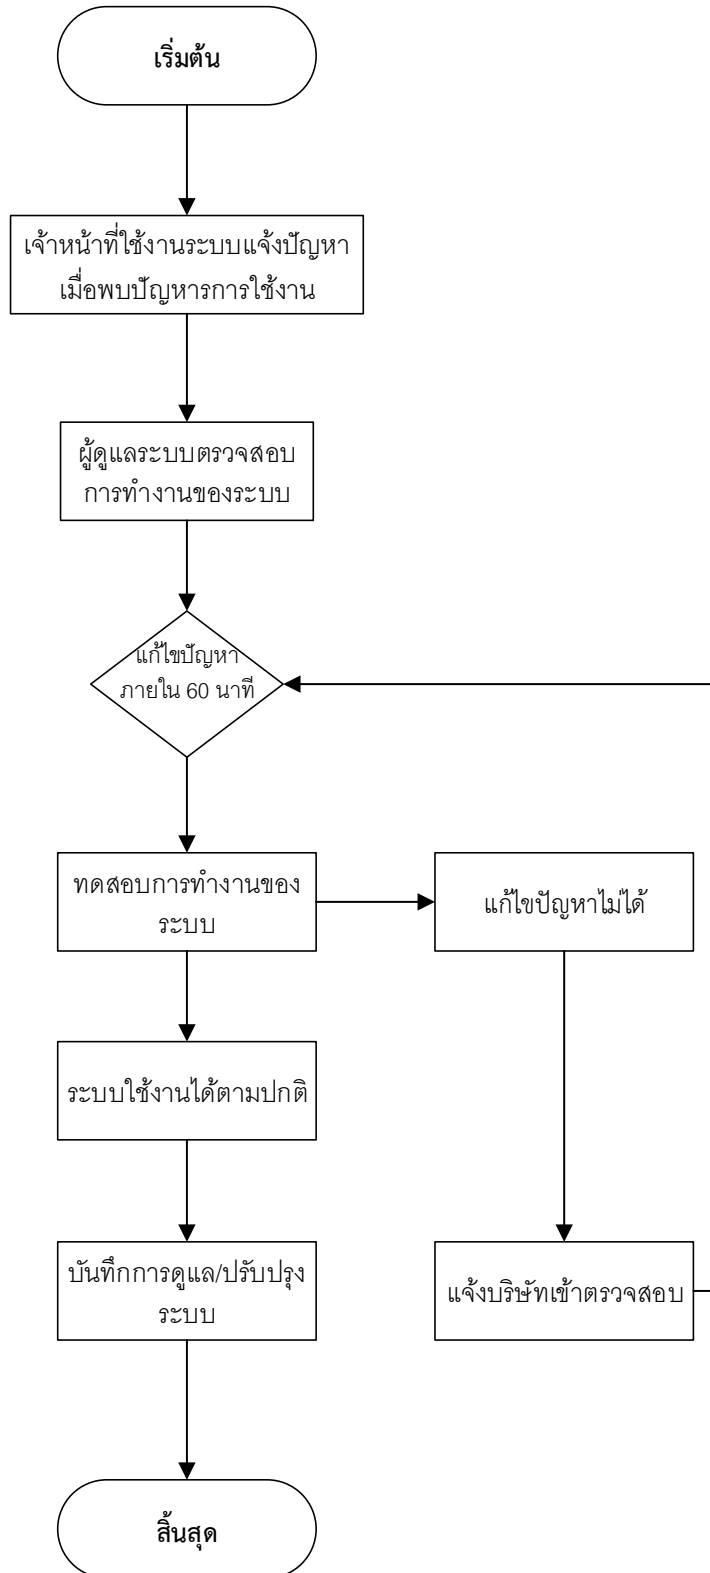 เริ่มต้น
เจ้าหน้าที่ใช้งานระบบแจ้งปัญหา
เมื่อพบปัญหารการใช้งาน
ผู้ดูแลระบบตรวจสอบ
การทำงานของระบบ
แก้ไขปัญหา
ภายใน 60 นาที
ทดสอบการทำงานของ
ระบบ
แก้ไขปัญหาไม่ได้
ระบบใช้งานได้ตามปกติ
บันทึกการดูแล/ปรับปรุง
ระบบ
แจ้งบริษัทเข้าตรวจสอบ
สิ้นสุด